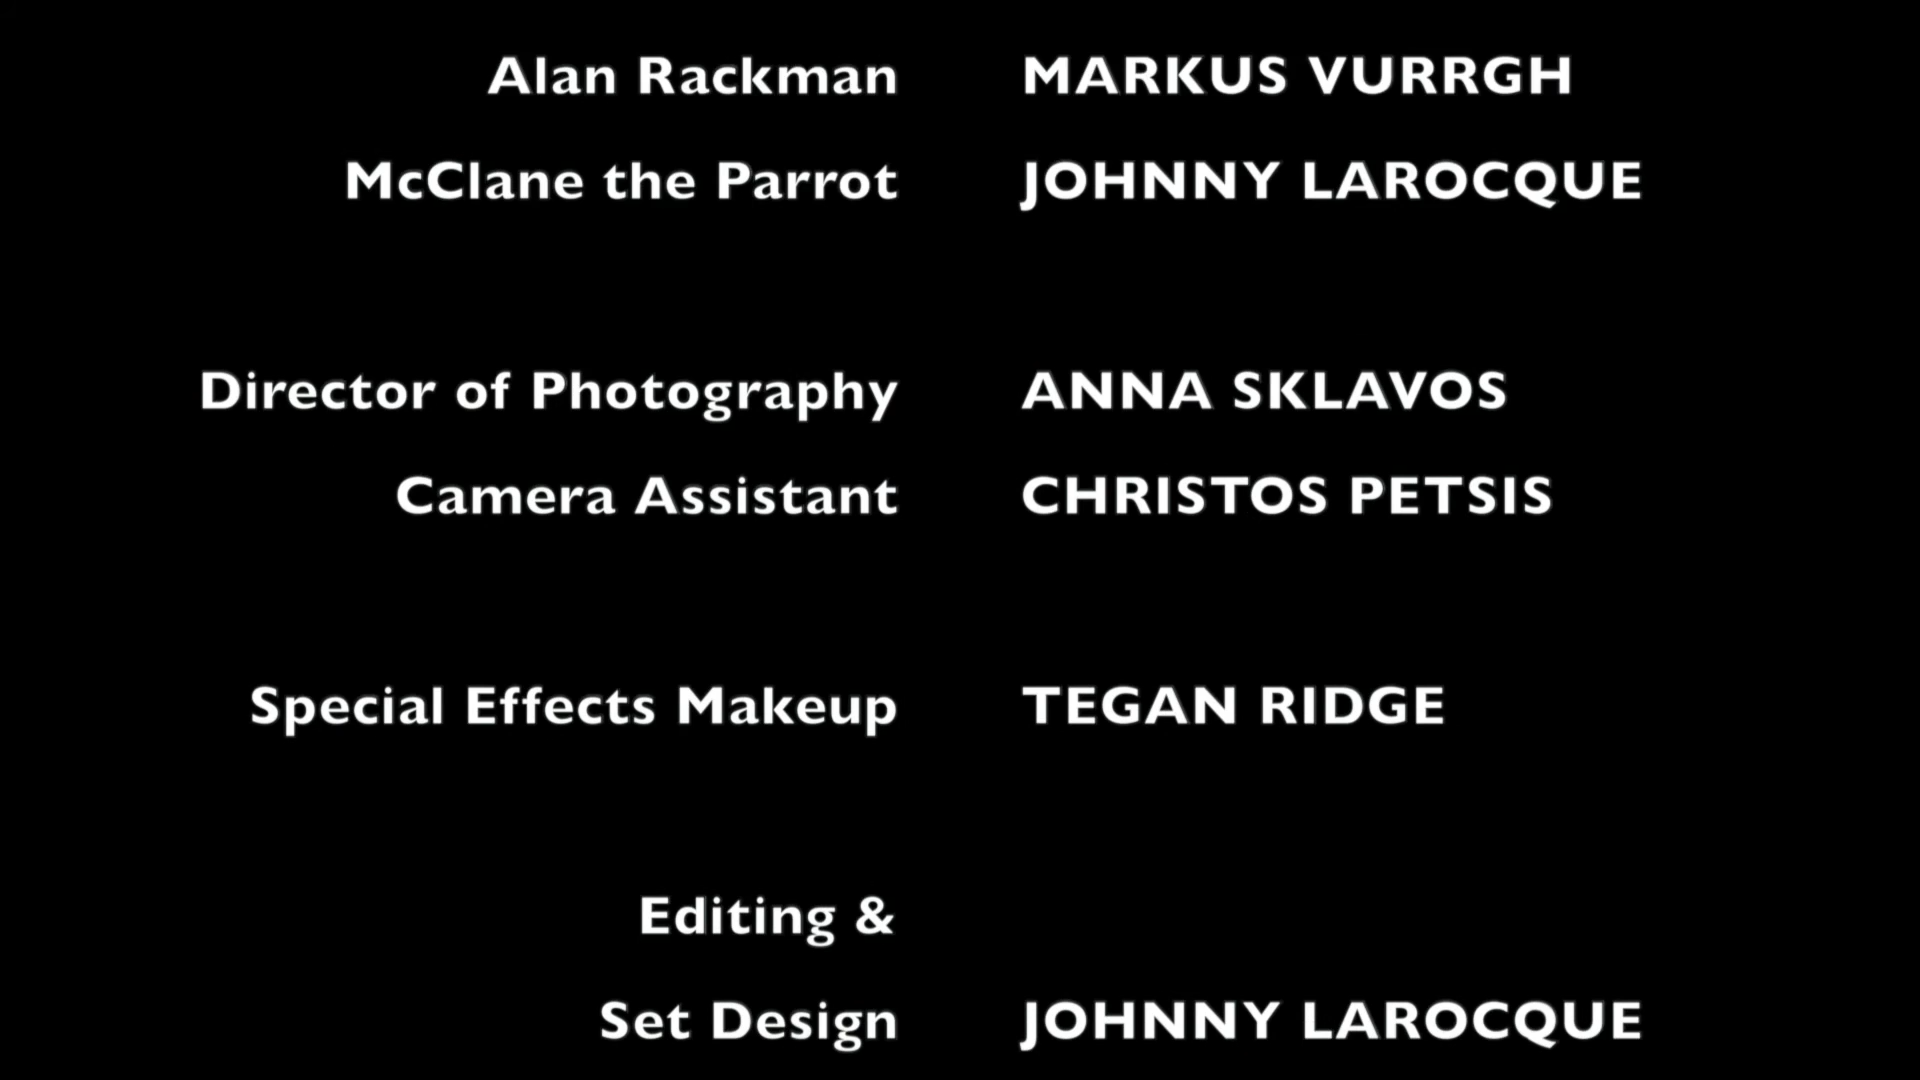 Alan Rackman MARKUS VURRGH
McClane the Parrot JOHNNY LAROCQUE
Director of Photography ANNA SKLAVOS
Camera Assistant CHRISTOS PETSIS
Special Effects Makeup TEGAN RIDGE
Editing &
Set Design JOHNNY LAROCQUE